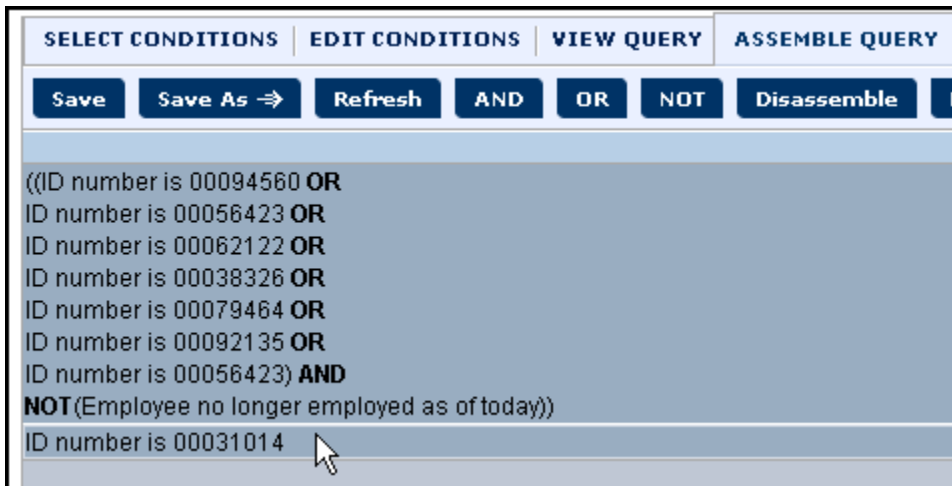 SELECT CONDITIONS EDIT CONDITIONS VIEW QUERY ASSEMBLE QUERY
Save Save As ⇒ Refresh AND OR NOT Disassemble
((ID number is 00094560 OR
ID number is 00056423 OR
ID number is 00062122 OR
ID number is 00038326 OR
ID number is 00079464 OR
ID number is 00092135 OR
ID number is 00056423) AND
NOT(Employee no longer employed as of today))
ID number is 00031014